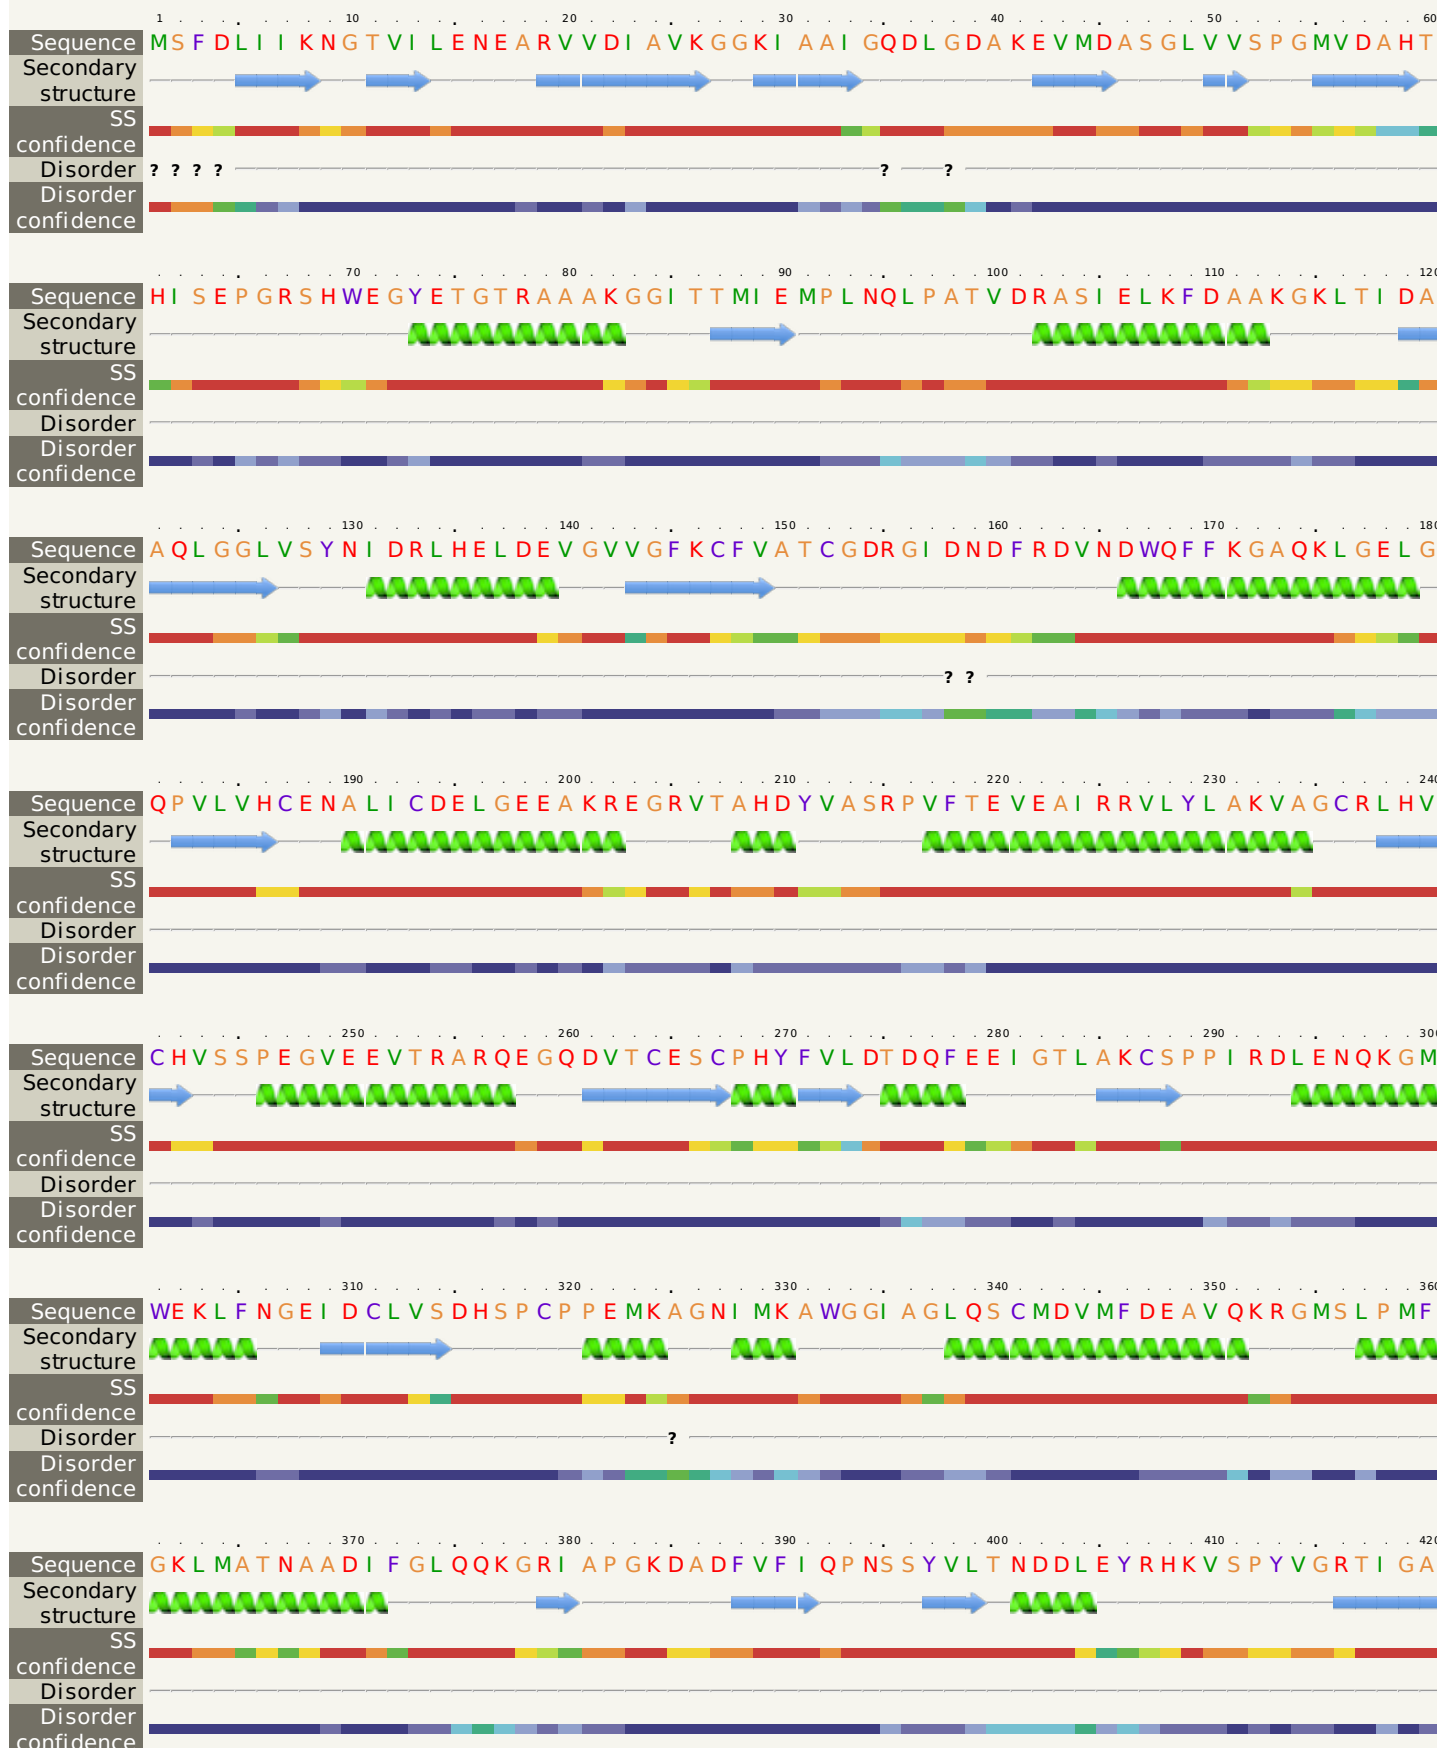 1 10 20 30 40 50 60
Sequence MSFDLIIKNGTVILENEARVVDIAVKGGKIAAIGQDLGDAKEVMDASGLVVSPGMVDAHT
Secondary
structure
SS
confidence
Disorder ? ? ? ? ? ?
Disorder
confidence
70 80 90 100 110 120
Sequence HISEPGRSHWEGYETGTRAAAKGGITTMIEMPLNQLPATVDRASIELKFDAAKGKLTIDA
Secondary
structure
SS
confidence
Disorder
Disorder
confidence
130 140 150 160 170 180
Sequence AQLGGLVSYNIDRLHELDEVGVVGFKCFVATCGDRGIDNDFRDVNDWQFFKGAQKLGELG
Secondary
structure
SS
confidence
Disorder ? ?
Disorder
confidence
190 200 210 220 230 240
Sequence QPVLVHCENALICDELGEEAKREGRVTAHDYVASRPVFTEVEAIRRVLYLAKVAGCRLHV
Secondary
structure
SS
confidence
Disorder
Disorder
confidence
250 260 270 280 290 300
Sequence CHVSSPEGVEEVTRARQEGQDVTCESCPHYFVLDTDQFEEIGTLAKCSPPIRDLENQKGM
Secondary
structure
SS
confidence
Disorder
Disorder
confidence
310 320 330 340 350 360
Sequence WEKLFNGEIDCLVSDHSPCPPEMKAGNIMKAWGGIAGLQSCMDVMFDEAVQKRGMSLPMF
Secondary
structure
SS
confidence
Disorder ?
Disorder
confidence
370 380 390 400 410 420
Sequence GKLMATNAADIFGLQQKGRIAPGKDADFVFIQPNSSYVLTNDDLEYRHKVSPYVGRTIGA
Secondary
structure
SS
confidence
Disorder
Disorder
confidence